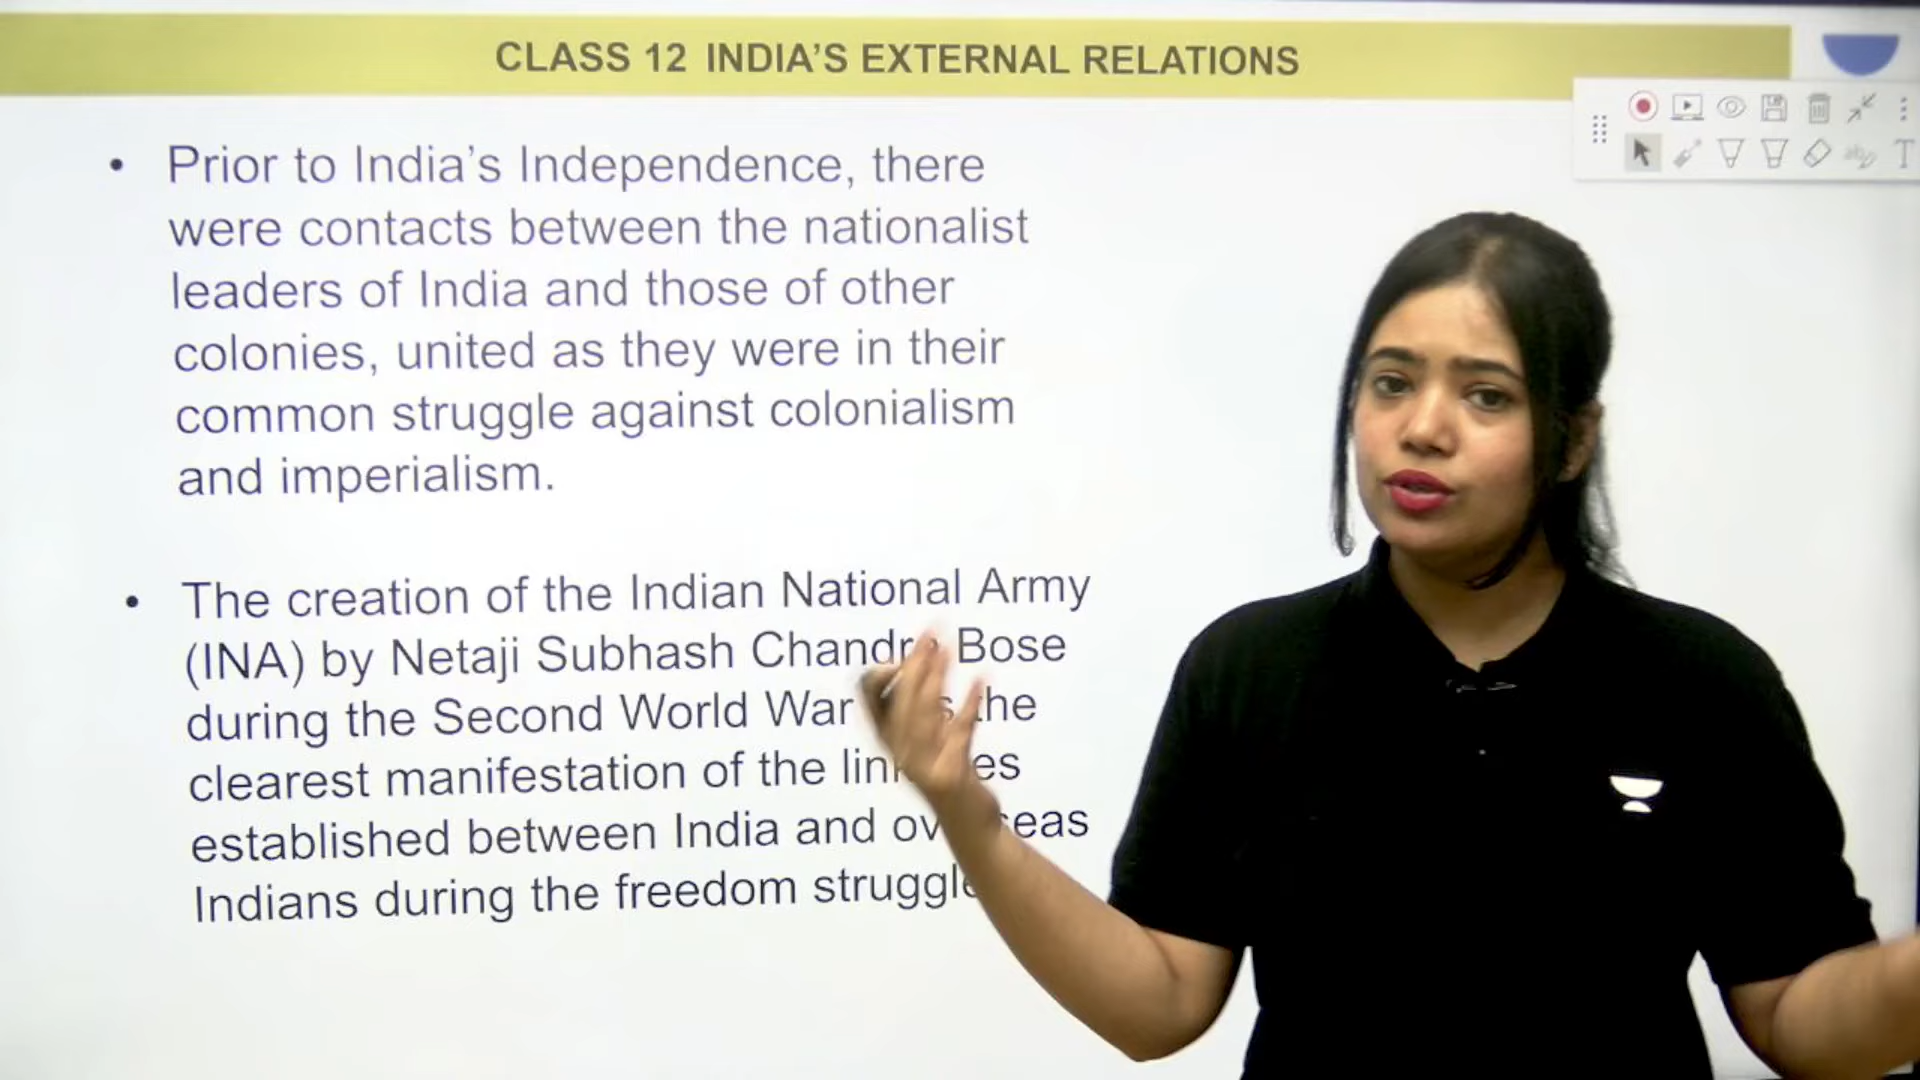 CLASS 12 INDIA'S EXTERNAL RELATIONS
• Prior to India's Independence, there
were contacts between the nationalist
leaders of India and those of other
colonies, united as they were in their
common struggle against colonialism
and imperialism.
• The creation of the Indian National Army
(INA) by Netaji Subhash Chandra Bose
during the Second World War the
clearest manifestation of the
established between India and overseas
Indians during the freedom struggle
T